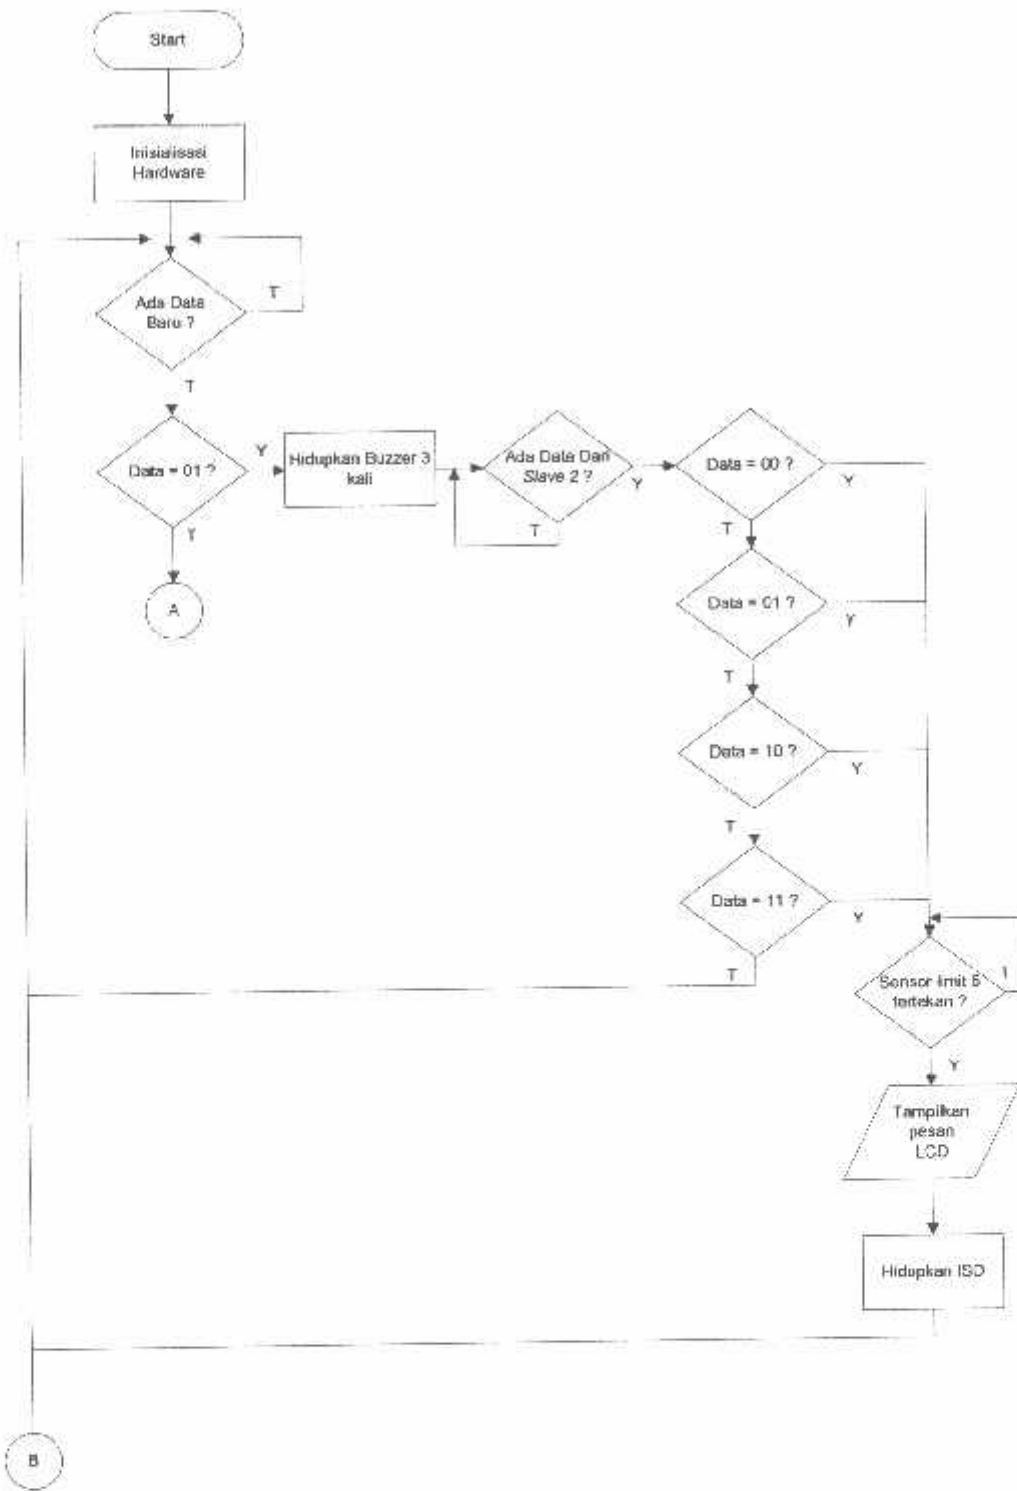 Start
Inisialisasi
Hardware
Ada Data
Baru ?
T
T
Data = 01 ?
Y
Y
A
Hidupkan Buzzer 3
kali
Ada Data Dari
Slave 2 ?
Y
T
Data = 00 ?
Y
T
Data = 01 ?
Y
T
Data = 10 ?
Y
T
Data = 11 ?
Y
T
Sensor limit 5
tertekan ?
T
Y
Tampilkan
pesan
LCD
Hidupkan ISD
B